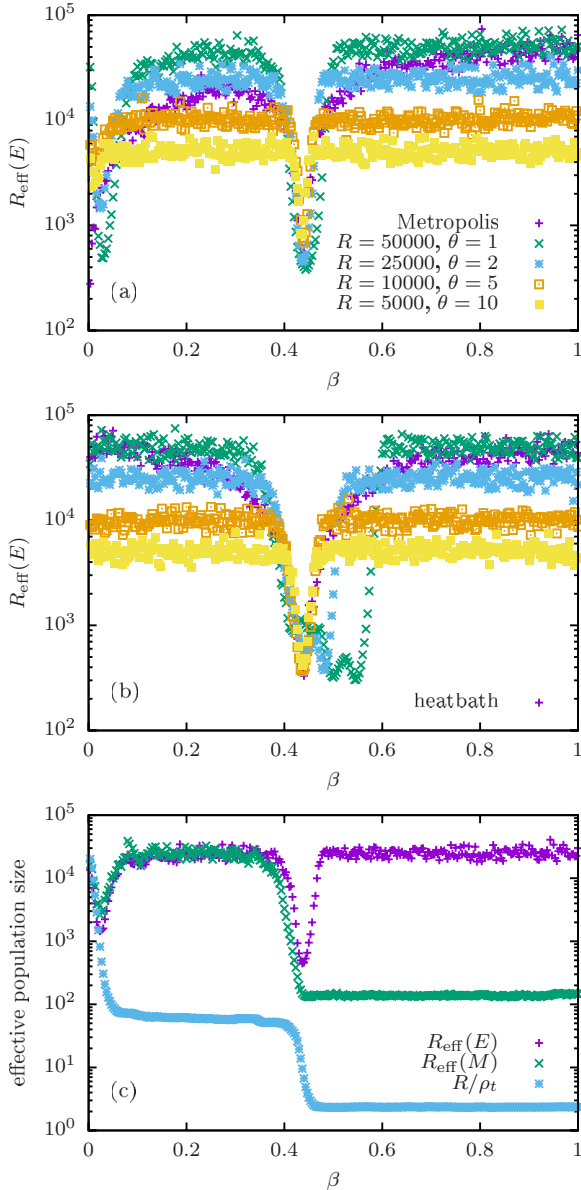 10^5
10^4
10^3
10^2
R_eff(E)
Metropolis
R = 50000, θ = 1
R = 25000, θ = 2
R = 10000, θ = 5
R = 5000, θ = 10
(a)
0 0.2 0.4 0.6 0.8 1
β
10^5
10^4
10^3
10^2
R_eff(E)
(b)
heatbath
0 0.2 0.4 0.6 0.8 1
β
10^5
10^4
10^3
10^2
10^1
10^0
effective population size
R_eff(E)
R_eff(M)
R/ρ_t
(c)
0 0.2 0.4 0.6 0.8 1
β